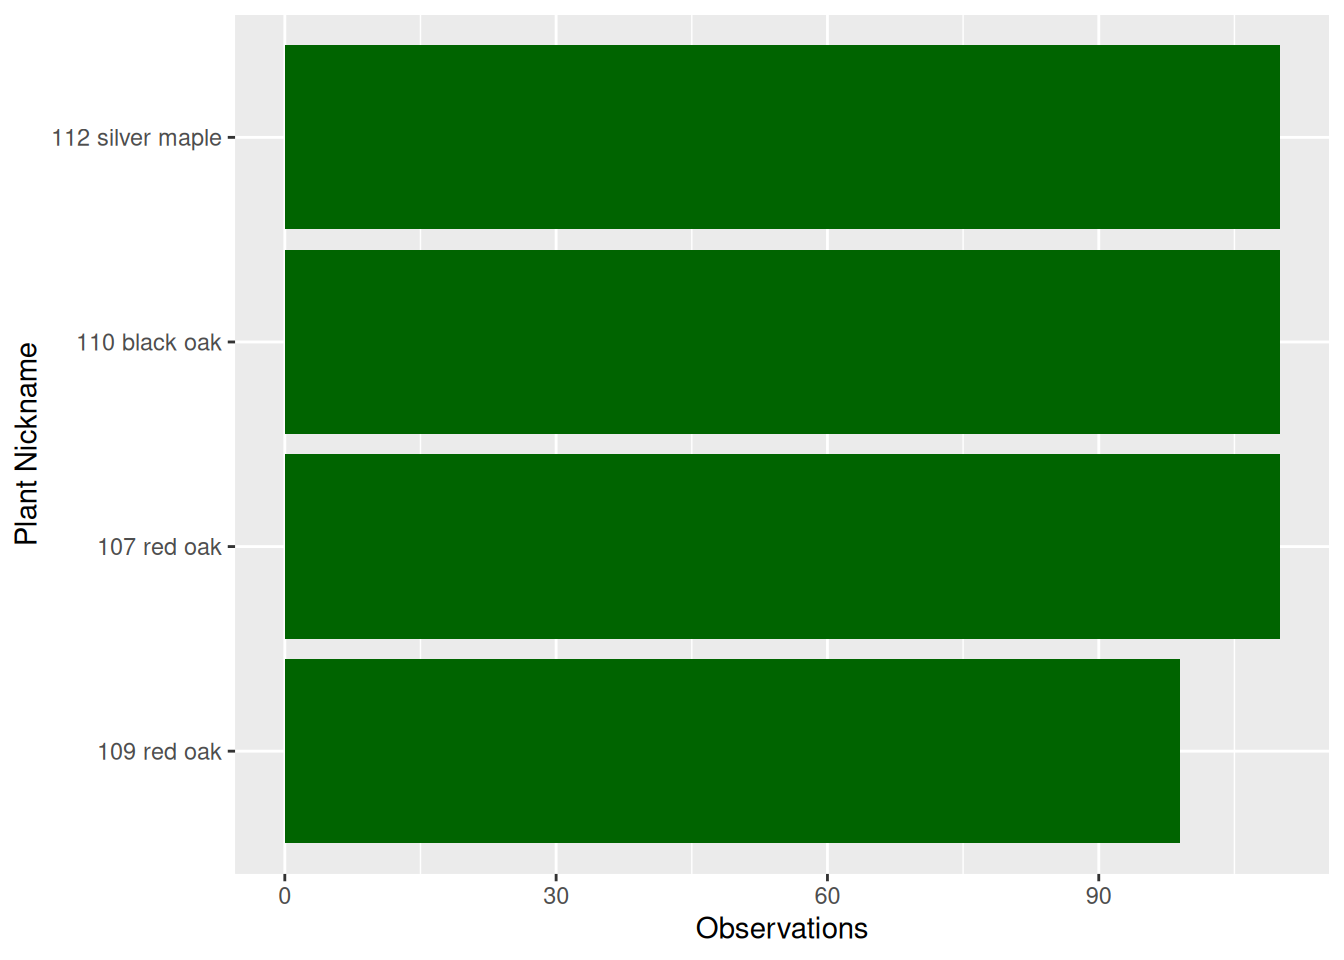 Plant Nickname
112 silver maple
110 black oak
107 red oak
109 red oak
0 30 60 90
Observations